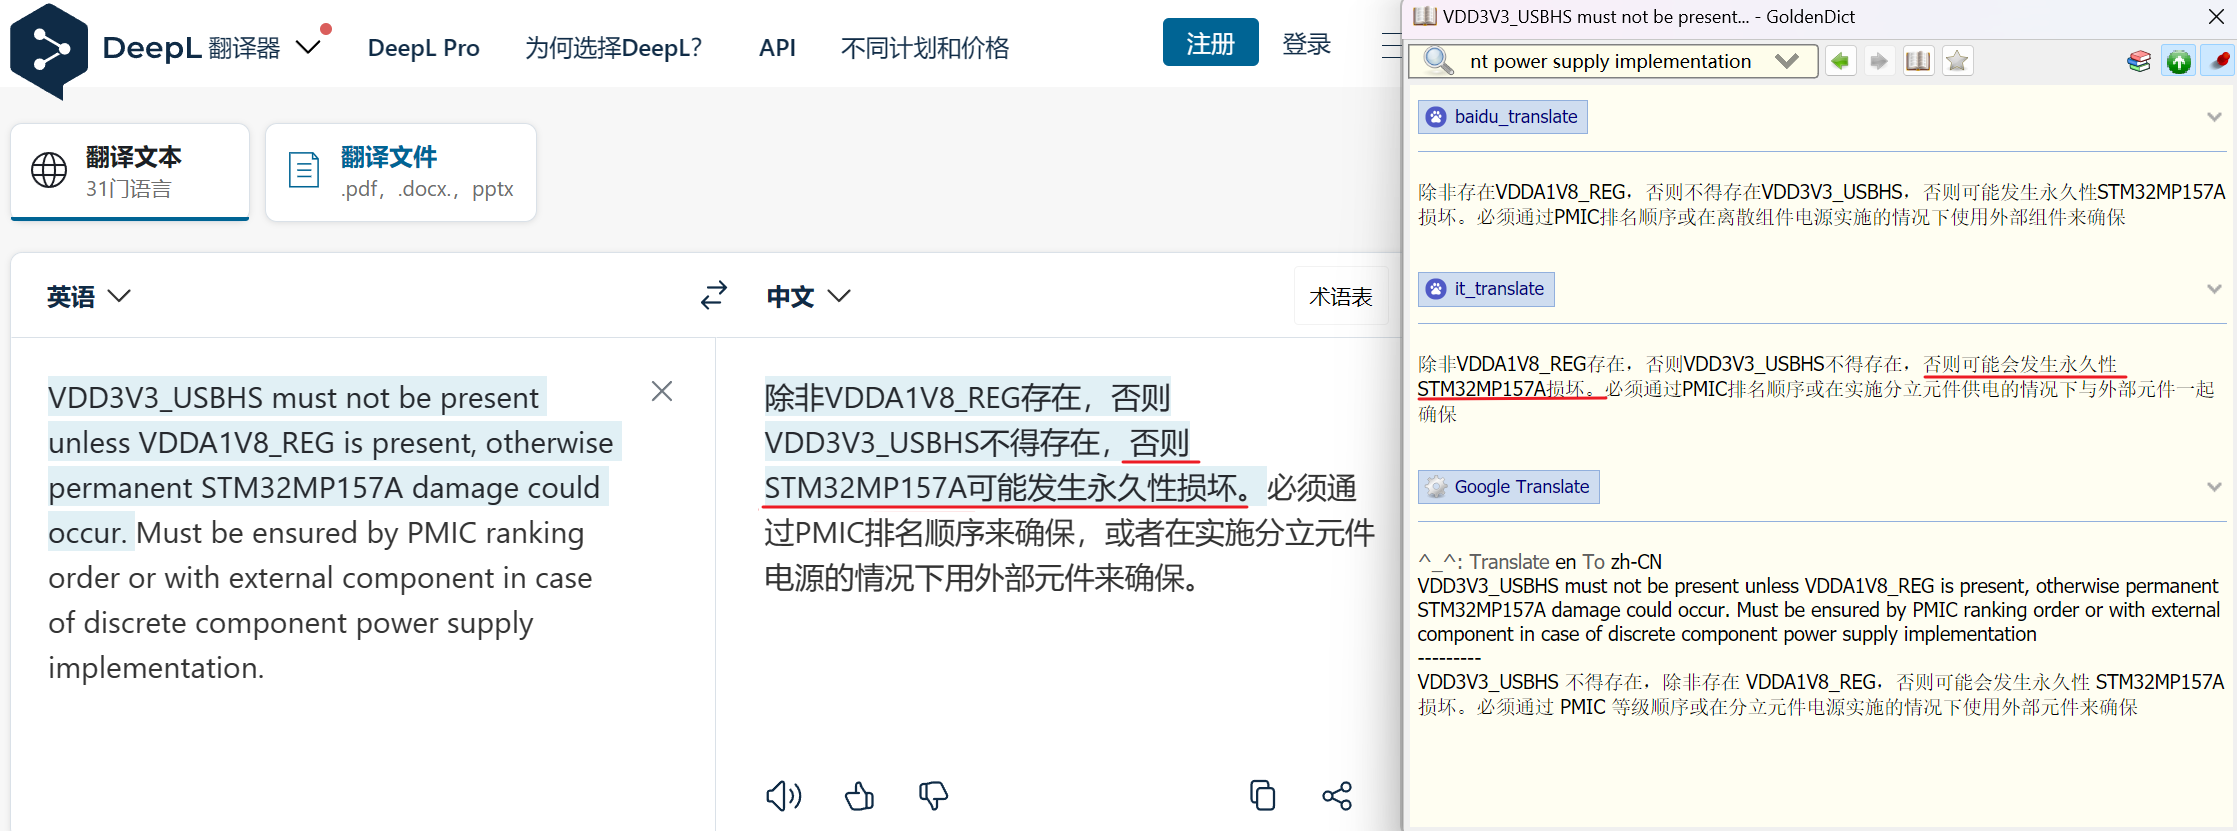 DeepL 翻译器
DeepL Pro
为何选择DeepL?
API
不同计划和价格
注册
登录
翻译文本
31门语言
翻译文件
.pdf, .docx., pptx
英语
中文
术语表
VDD3V3_USBHS must not be present
unless VDDA1V8_REG is present, otherwise
permanent STM32MP157A damage could
occur. Must be ensured by PMIC ranking
order or with external component in case
of discrete component power supply
implementation.
除非VDDA1V8_REG存在，否则
VDD3V3_USBHS不得存在，否则
STM32MP157A可能发生永久性损坏。必须通
过PMIC排名顺序来确保，或者在实施分立元件
电源的情况下用外部元件来确保。
VDD3V3_USBHS must not be present... - GoldenDict
nt power supply implementation
baidu_translate
除非存在VDDA1V8_REG，否则不得存在VDD3V3_USBHS，否则可能发生永久性STM32MP157A
损坏。必须通过PMIC排名顺序或在离散组件电源实施的情况下使用外部组件来确保
it_translate
除非VDDA1V8_REG存在，否则VDD3V3_USBHS不得存在，否则可能会发生永久性
STM32MP157A损坏。必须通过PMIC排名顺序或在实施分立元件供电的情况下与外部元件一起
确保
Google Translate
^_^: Translate en To zh-CN
VDD3V3_USBHS must not be present unless VDDA1V8_REG is present, otherwise permanent
STM32MP157A damage could occur. Must be ensured by PMIC ranking order or with external
component in case of discrete component power supply implementation
---------
VDD3V3_USBHS 不得存在，除非存在 VDDA1V8_REG，否则可能会发生永久性 STM32MP157A
损坏。必须通过 PMIC 等级顺序或在分立元件电源实施的情况下使用外部元件来确保